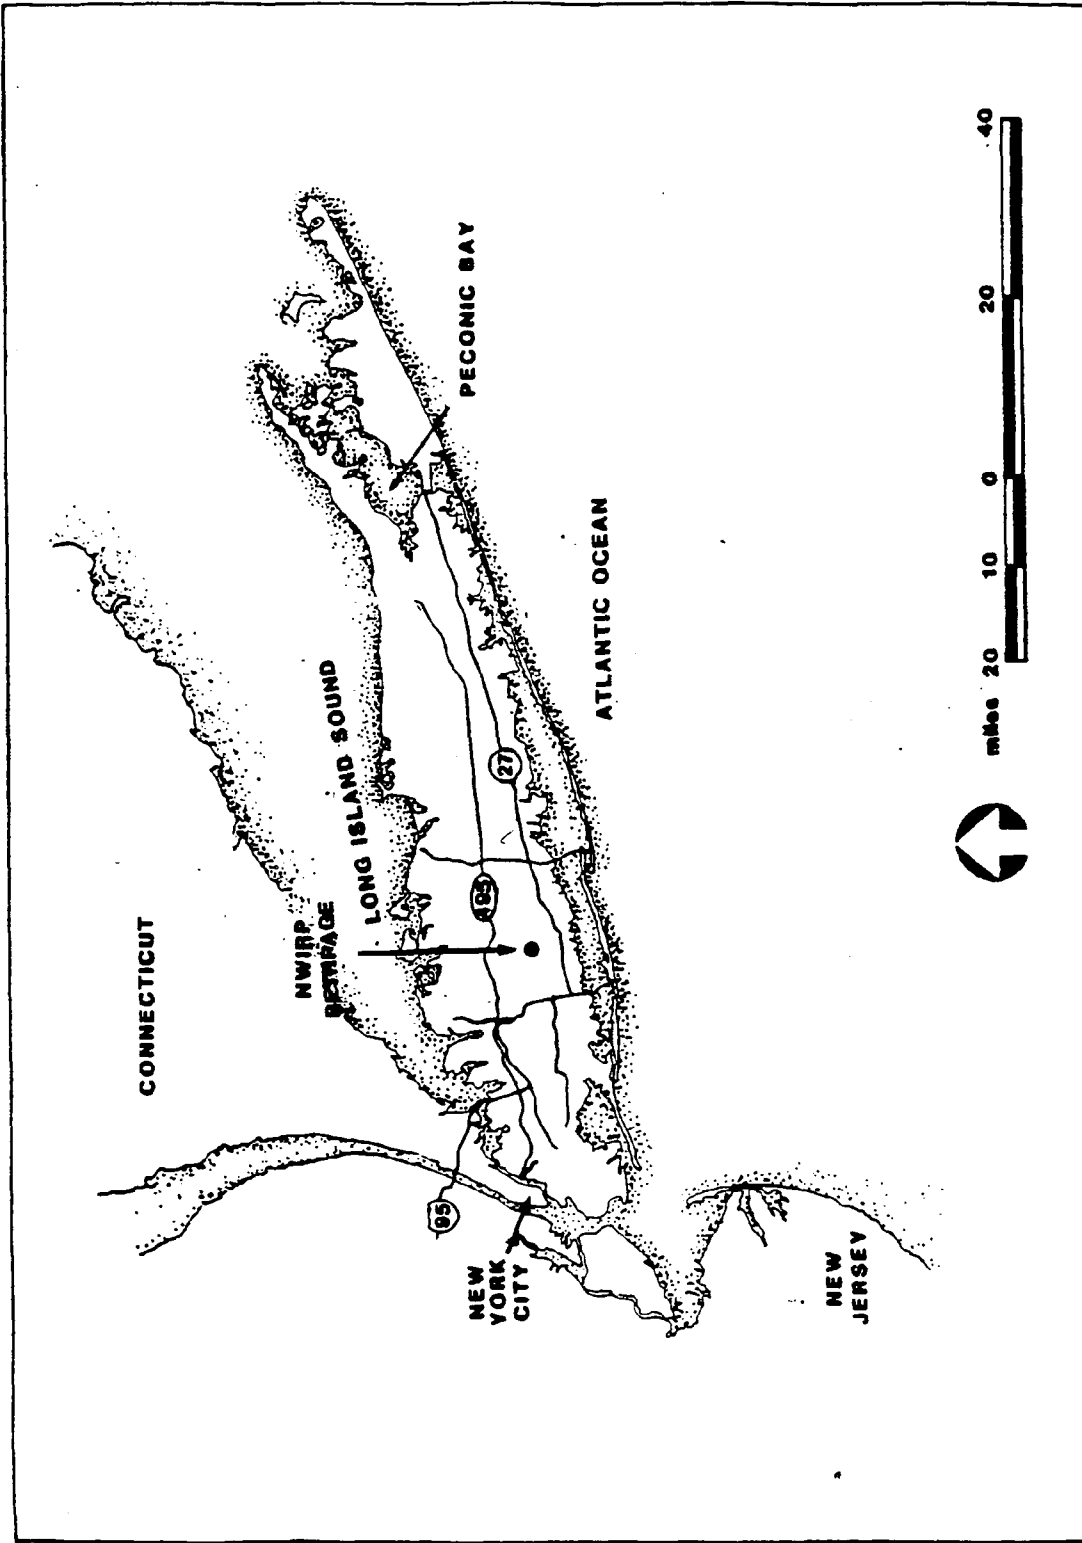 CONNECTICUT
NWIRP
BETHPAGE
LONG ISLAND SOUND
PECONIC BAY
95
495
27
NEW
YORK
CITY
ATLANTIC OCEAN
NEW
JERSEY
miles 20 10 0 20 40